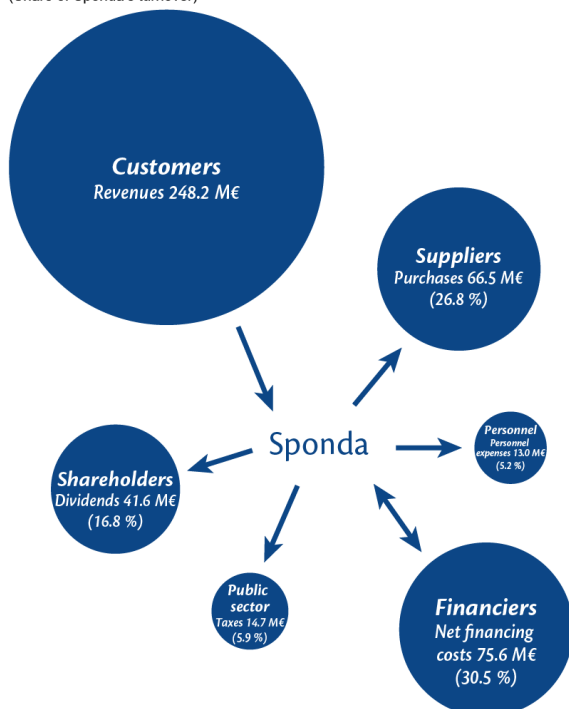 Customers
Revenues 248.2 M€
Suppliers
Purchases 66.5 M€
(26.8 %)
Sponda
Personnel
Personnel
expenses 13.0 M€
(5.2 %)
Shareholders
Dividends 41.6 M€
(16.8 %)
Public
sector
Taxes 14.7 M€
(5.9 %)
Financiers
Net financing
costs 75.6 M€
(30.5 %)